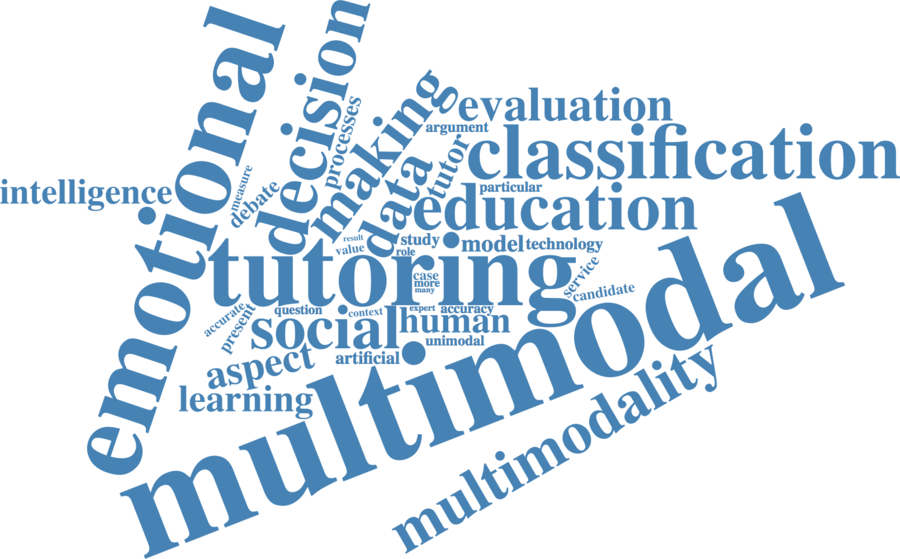 emotional
decision
processes
making
evaluation
argument
classification
tutor
data
particular
intelligence
measure
debate
education
result
value
study
role
model
technology
tutoring
case
more
many
service
candidate
multimodal
accurate
present
question
context
expert
accuracy
social
human
unimodal
artificial
aspect
learning
multimodality